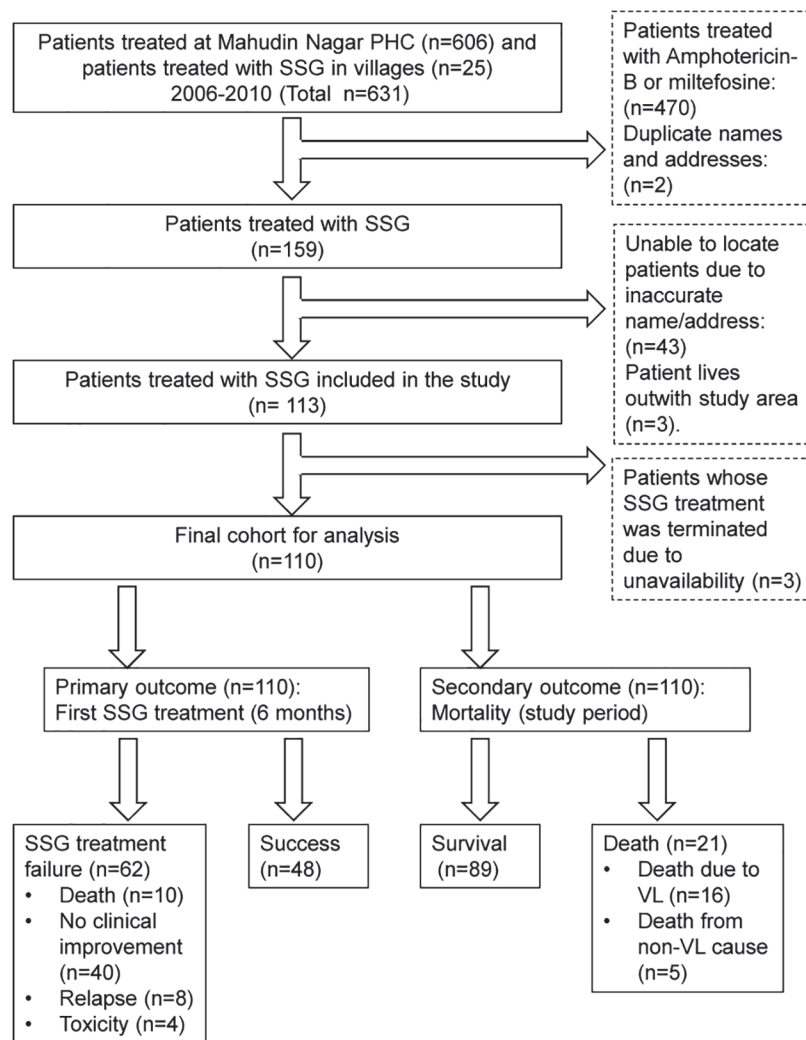 Patients treated at Mahudin Nagar PHC (n=606) and
patients treated with SSG in villages (n=25)
2006-2010 (Total n=631)
Patients treated
with Amphotericin-
B or miltefosine:
(n=470)
Duplicate names
and addresses:
(n=2)
Patients treated with SSG
(n=159)
Unable to locate
patients due to
inaccurate
name/address:
(n=43)
Patient lives
outwith study area
(n=3).
Patients treated with SSG included in the study
(n= 113)
Patients whose
SSG treatment
was terminated
due to
unavailability (n=3)
Final cohort for analysis
(n=110)
Primary outcome (n=110):
First SSG treatment (6 months)
Secondary outcome (n=110):
Mortality (study period)
SSG treatment
failure (n=62)
• Death (n=10)
• No clinical
improvement
(n=40)
• Relapse (n=8)
• Toxicity (n=4)
Success
(n=48)
Survival
(n=89)
Death (n=21)
• Death due to
VL (n=16)
• Death from
non-VL cause
(n=5)